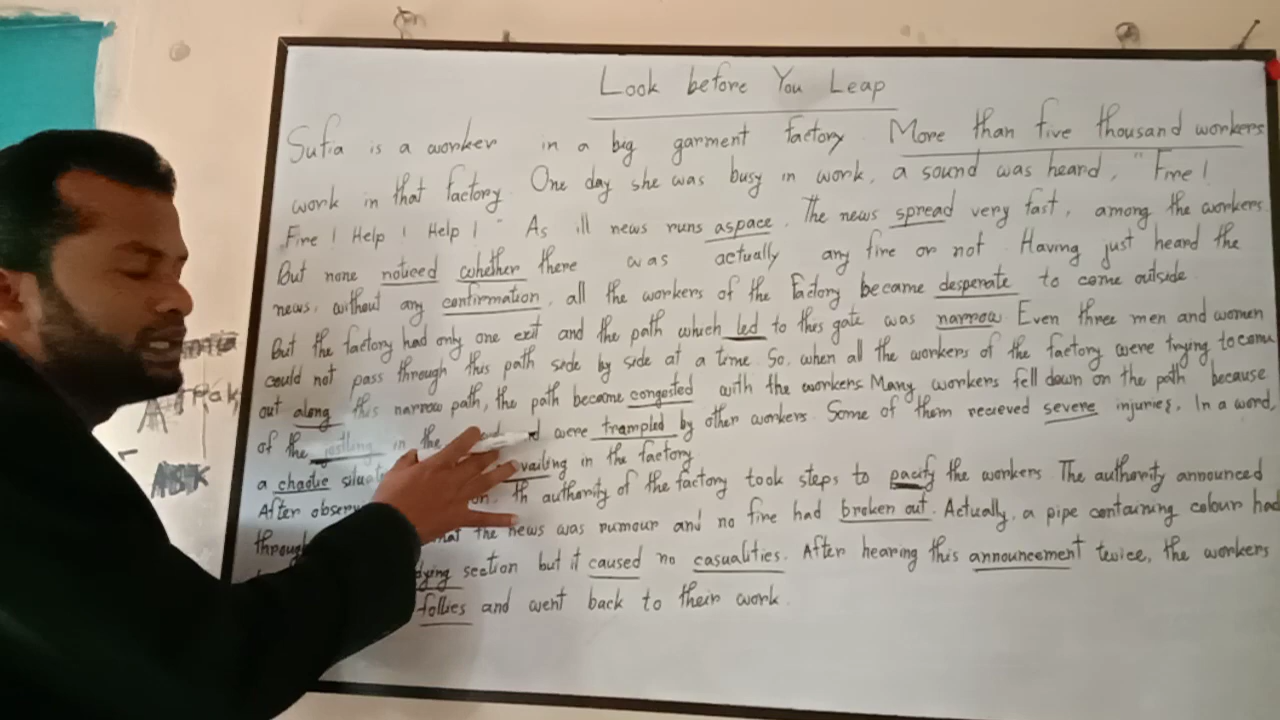 Look before You Leap
Sufia is a worker in a big garment factory. More than five thousand workers
work in that factory. One day she was busy in work, a sound was heard, "Fire!
Fire! Help! Help!" As ill news runs aspace. The news spread very fast, among the workers.
But none noticed whether there was actually any fire or not. Having just heard the
news, without any confirmation, all the workers of the Factory became desperate to come outside.
But the factory had only one exit and the path which led to this gate was narrow. Even three men and women
could not pass through this path side by side at a time. So, when all the workers of the factory were trying to come
out along this narrow path, the path became congested with the workers. Many workers fell down on the path because
of the jostling in the were trampled by other workers. Some of them recieved severe injuries. In a word,
a chaotic vailing in the factory
After on. Th authority of the factory took steps to pacify the workers. The authority announced
the news was rumour and no fire had broken out. Actually, a pipe containing colour had
dying section but it caused no casualities. After hearing this announcement twice, the workers
follies and went back to their work.